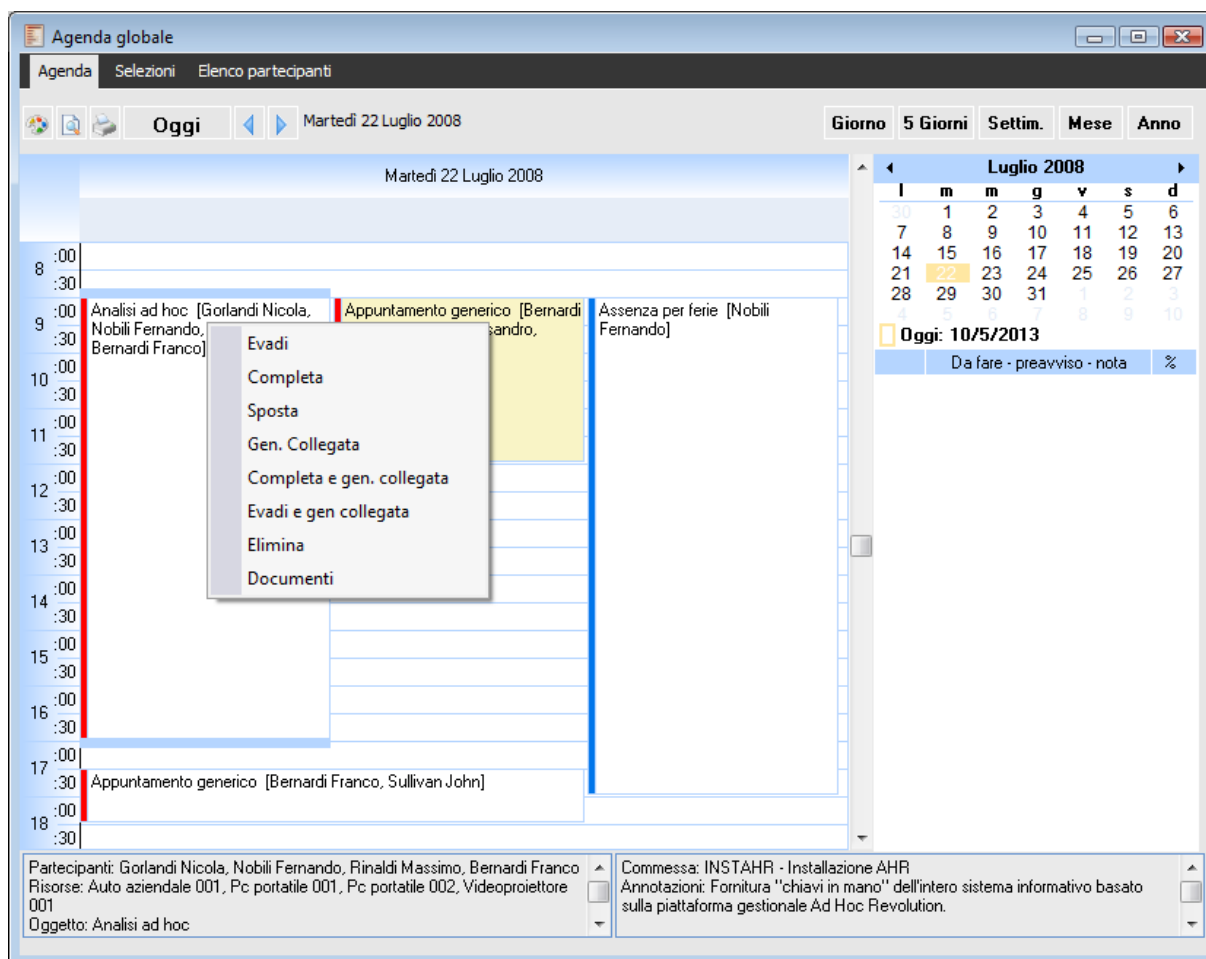 Agenda globale
Agenda Selezioni Elenco partecipanti
Oggi Martedì 22 Luglio 2008 Giorno 5 Giorni Settim. Mese Anno
Martedì 22 Luglio 2008
8 :00
:30
9 :00
:30
10 :00
:30
11 :00
:30
12 :00
:30
13 :00
:30
14 :00
:30
15 :00
:30
16 :00
:30
17 :00
:30
18 :00
:30
Analisi ad hoc [Gorlandi Nicola,
Nobili Fernando,
Bernardi Franco]
Appuntamento generico [Bernardi
sandro,
Assenza per ferie [Nobili
Fernando]
Evadi
Completa
Sposta
Gen. Collegata
Completa e gen. collegata
Evadi e gen collegata
Elimina
Documenti
Appuntamento generico [Bernardi Franco, Sullivan John]
Luglio 2008
l m m g v s d
30 1 2 3 4 5 6
7 8 9 10 11 12 13
14 15 16 17 18 19 20
21 22 23 24 25 26 27
28 29 30 31 1 2 3
4 5 6 7 8 9 10
Oggi: 10/5/2013
Da fare - preavviso - nota %
Partecipanti: Gorlandi Nicola, Nobili Fernando, Rinaldi Massimo, Bernardi Franco
Risorse: Auto aziendale 001, Pc portatile 001, Pc portatile 002, Videoproiettore
001
Oggetto: Analisi ad hoc
Commessa: INSTAHR - Installazione AHR
Annotazioni: Fornitura "chiavi in mano" dell'intero sistema informativo basato
sulla piattaforma gestionale Ad Hoc Revolution.